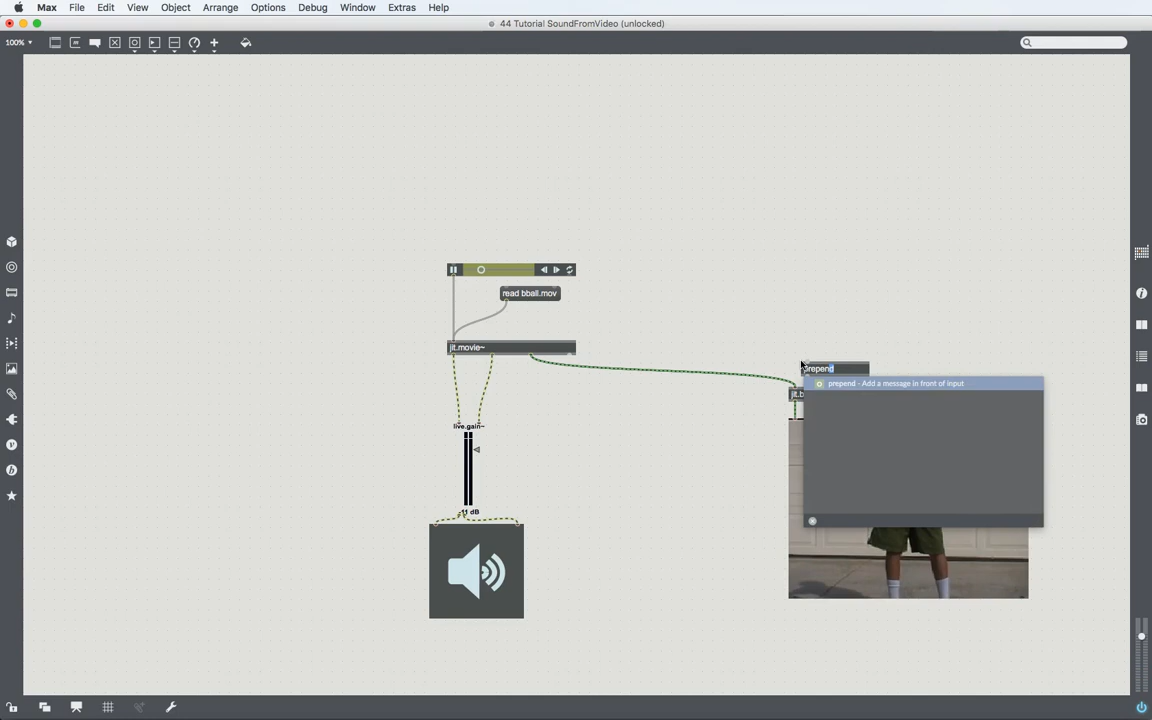 Max File Edit View Object Arrange Options Debug Window Extras Help
44 Tutorial SoundFromVideo (unlocked)
100%
read bball.mov
jit.movie~
prepend
prepend - Add a message in front of input
jit.b
live.gain~
-11 dB